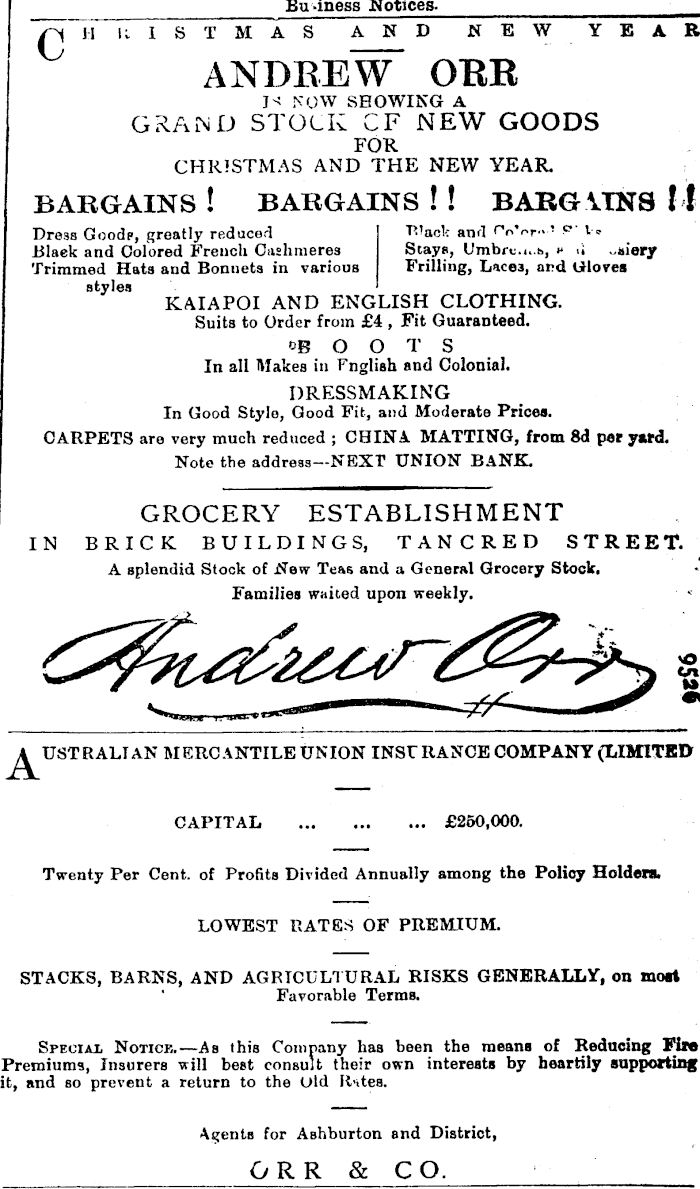 Business Notices.
CHRISTMAS AND NEW YEAR
ANDREW ORR
IS NOW SHOWING A
GRAND STOCK OF NEW GOODS
FOR
CHRISTMAS AND THE NEW YEAR.
BARGAINS! BARGAINS!! BARGAINS!!
Dress Goods, greatly reduced
Black and Colored French Cashmeres
Trimmed Hats and Bonnets in various
styles
Black and Colored Silks
Stays, Umbrellas, and Hosiery
Frilling, Laces, and Gloves
KAIAPOI AND ENGLISH CLOTHING.
Suits to Order from £4, Fit Guaranteed.
BOOTS
In all Makes in English and Colonial.
DRESSMAKING
In Good Style, Good Fit, and Moderate Prices.
CARPETS are very much reduced; CHINA MATTING, from 8d per yard.
Note the address--NEXT UNION BANK.
GROCERY ESTABLISHMENT
IN BRICK BUILDINGS, TANCRED STREET.
A splendid Stock of New Teas and a General Grocery Stock.
Families waited upon weekly.
Andrew Orr
9526
AUSTRALIAN MERCANTILE UNION INSURANCE COMPANY (LIMITED
CAPITAL ... ... ... £250,000.
Twenty Per Cent. of Profits Divided Annually among the Policy Holders.
LOWEST RATES OF PREMIUM.
STACKS, BARNS, AND AGRICULTURAL RISKS GENERALLY, on most
Favorable Terms.
SPECIAL NOTICE.—As this Company has been the means of Reducing Fire
Premiums, Insurers will best consult their own interests by heartily supporting
it, and so prevent a return to the Old Rates.
Agents for Ashburton and District,
ORR & CO.